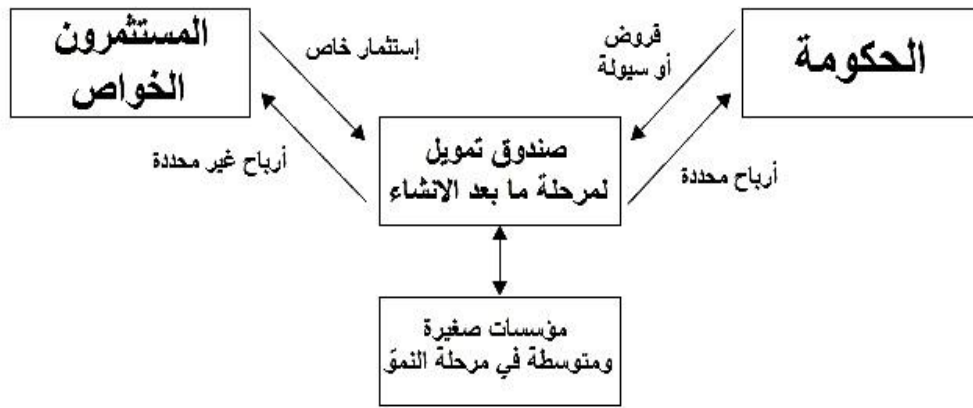 الحكومة
قروض
أو سيولة
أرباح محددة
المستثمرون
الخواص
إستثمار خاص
أرباح غير محددة
صندوق تمويل
لمرحلة ما بعد الانشاء
مؤسسات صغيرة
ومتوسطة في مرحلة النموّ